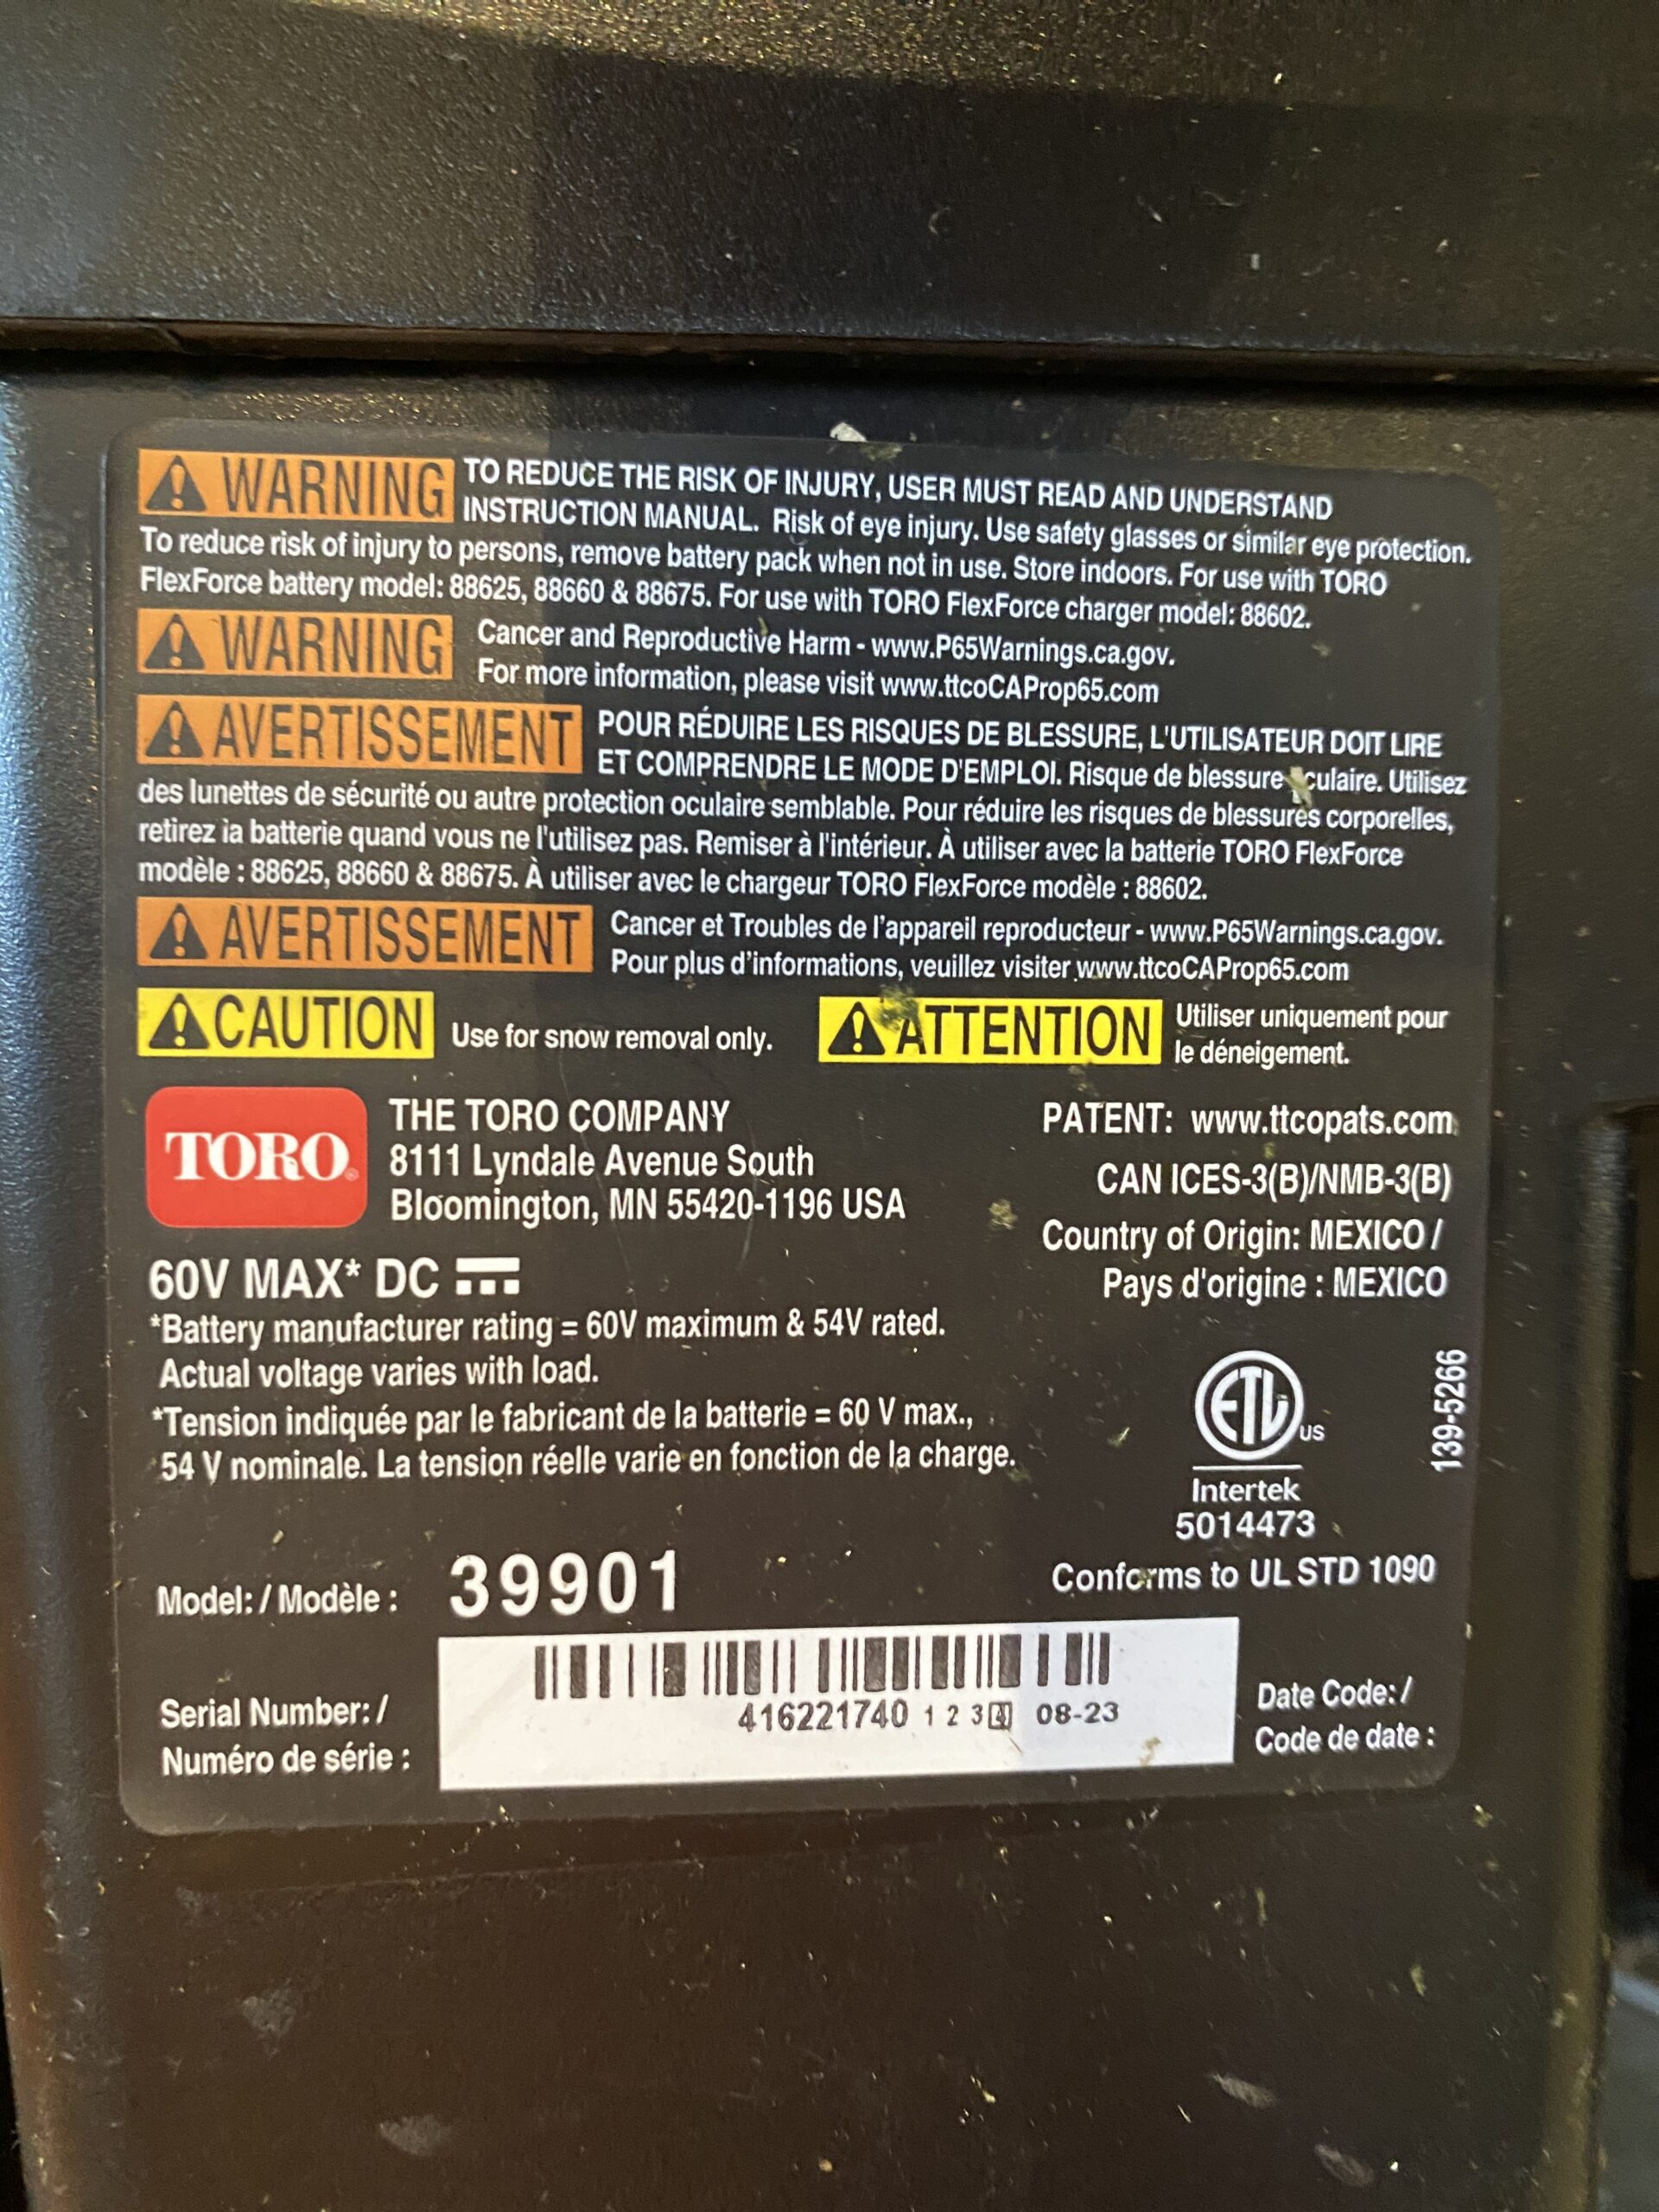 WARNING TO REDUCE THE RISK OF INJURY, USER MUST READ AND UNDERSTAND
INSTRUCTION MANUAL. Risk of eye injury. Use safety glasses or similar eye protection.
To reduce risk of injury to persons, remove battery pack when not in use. Store indoors. For use with TORO
FlexForce battery model: 88625, 88660 & 88675. For use with TORO FlexForce charger model: 88602.
WARNING Cancer and Reproductive Harm - www.P65Warnings.ca.gov.
For more information, please visit www.ttcoCAProp65.com
AVERTISSEMENT POUR RÉDUIRE LES RISQUES DE BLESSURE, L'UTILISATEUR DOIT LIRE
ET COMPRENDRE LE MODE D'EMPLOI. Risque de blessure oculaire. Utilisez
des lunettes de sécurité ou autre protection oculaire semblable. Pour réduire les risques de blessures corporelles,
retirez la batterie quand vous ne l'utilisez pas. Remiser à l'intérieur. À utiliser avec la batterie TORO FlexForce
modèle : 88625, 88660 & 88675. À utiliser avec le chargeur TORO FlexForce modèle : 88602.
AVERTISSEMENT Cancer et Troubles de l'appareil reproducteur - www.P65Warnings.ca.gov.
Pour plus d'informations, veuillez visiter www.ttcoCAProp65.com
CAUTION Use for snow removal only.
ATTENTION Utiliser uniquement pour
le déneigement.
TORO®
THE TORO COMPANY
8111 Lyndale Avenue South
Bloomington, MN 55420-1196 USA
PATENT: www.ttcopats.com
CAN ICES-3(B)/NMB-3(B)
Country of Origin: MEXICO /
Pays d'origine : MEXICO
60V MAX* DC
*Battery manufacturer rating = 60V maximum & 54V rated.
Actual voltage varies with load.
*Tension indiquée par le fabricant de la batterie = 60 V max.,
54 V nominale. La tension réelle varie en fonction de la charge.
ETL US
Intertek
5014473
139-5266
Conforms to UL STD 1090
Model: / Modèle : 39901
Serial Number: /
Numéro de série :
416221740 1 2 3 4 08-23
Date Code: /
Code de date :